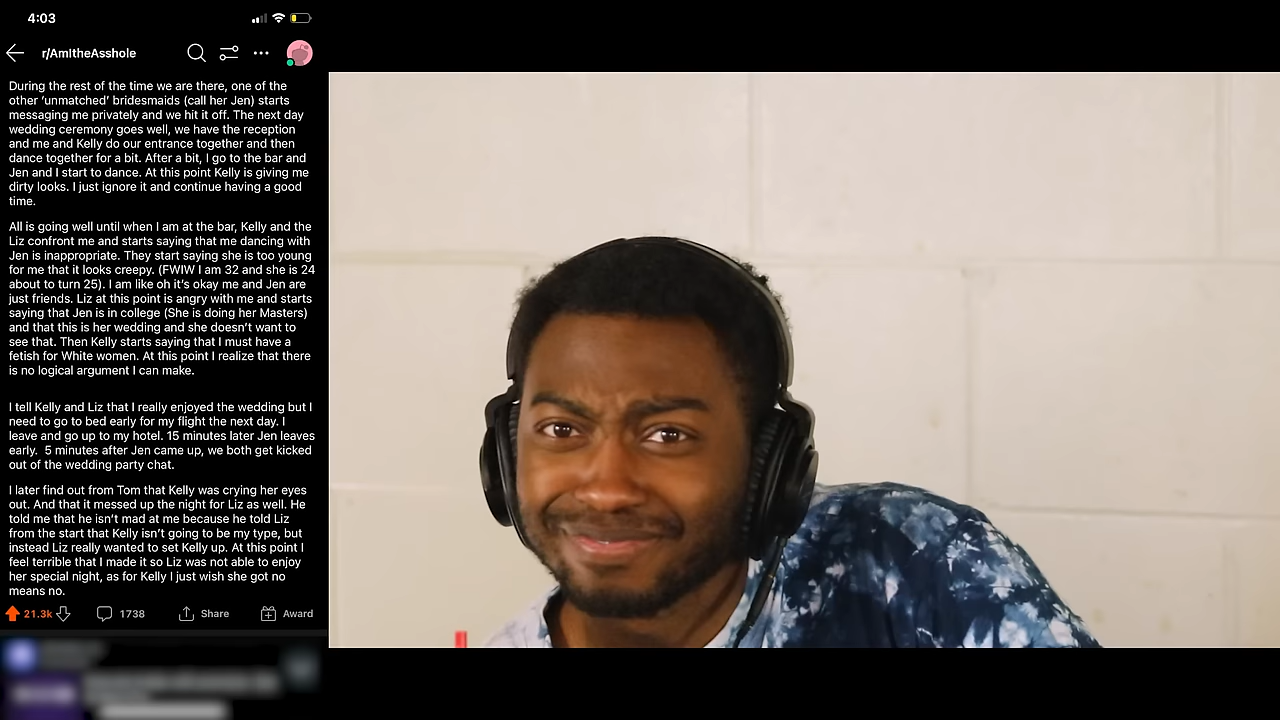 4:03
r/AmItheAsshole
During the rest of the time we are there, one of the
other ‘unmatched’ bridesmaids (call her Jen) starts
messaging me privately and we hit it off. The next day
wedding ceremony goes well, we have the reception
and me and Kelly do our entrance together and then
dance together for a bit. After a bit, I go to the bar and
Jen and I start to dance. At this point Kelly is giving me
dirty looks. I just ignore it and continue having a good
time.
All is going well until when I am at the bar, Kelly and the
Liz confront me and starts saying that me dancing with
Jen is inappropriate. They start saying she is too young
for me that it looks creepy. (FWIW I am 32 and she is 24
about to turn 25). I am like oh it’s okay me and Jen are
just friends. Liz at this point is angry with me and starts
saying that Jen is in college (She is doing her Masters)
and that this is her wedding and she doesn’t want to
see that. Then Kelly starts saying that I must have a
fetish for White women. At this point I realize that there
is no logical argument I can make.
I tell Kelly and Liz that I really enjoyed the wedding but I
need to go to bed early for my flight the next day. I
leave and go up to my hotel. 15 minutes later Jen leaves
early. 5 minutes after Jen came up, we both get kicked
out of the wedding party chat.
I later find out from Tom that Kelly was crying her eyes
out. And that it messed up the night for Liz as well. He
told me that he isn’t mad at me because he told Liz
from the start that Kelly isn’t going to be my type, but
instead Liz really wanted to set Kelly up. At this point I
feel terrible that I made it so Liz was not able to enjoy
her special night, as for Kelly I just wish she got no
means no.
21.3k 1738 Share Award